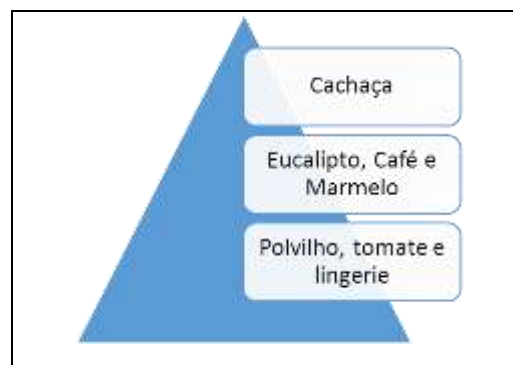 Cachaça
Eucalipto, Café e
Marmelo
Polvilho, tomate e
lingerie